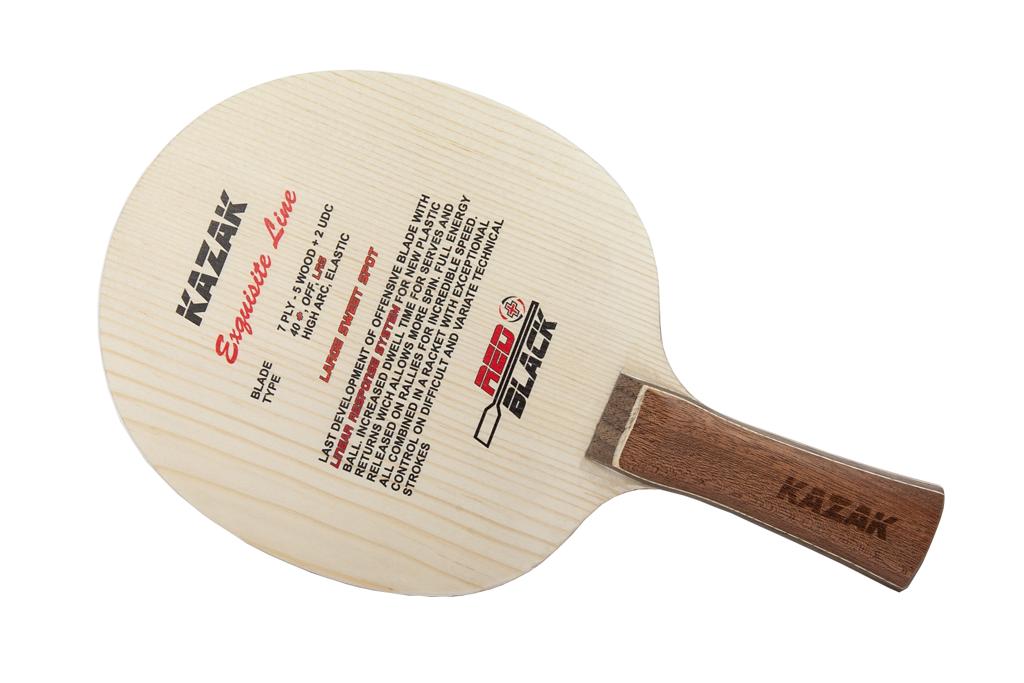 KAZAK
Exquisite Line
BLADE
TYPE
7 PLY - 5 WOOD + 2 UDC
40 +, OFF, LRS
HIGH ARC, ELASTIC
LARGE SWEET SPOT
LAST DEVELOPMENT OF OFFENSIVE BLADE WITH
LINEAR RESPONSE SYSTEM FOR NEW PLASTIC
BALL. INCREASED DWELL TIME FOR SERVES AND
RETURNS WICH ALLOWS MORE SPIN. FULL ENERGY
RELEASED ON RALLIES FOR INCREDIBLE SPEED.
ALL COMBINED IN A RACKET WITH EXCEPTIONAL
CONTROL ON DIFFICULT AND VARIATE TECHNICAL
STROKES
RED
BLACK
KAZAK